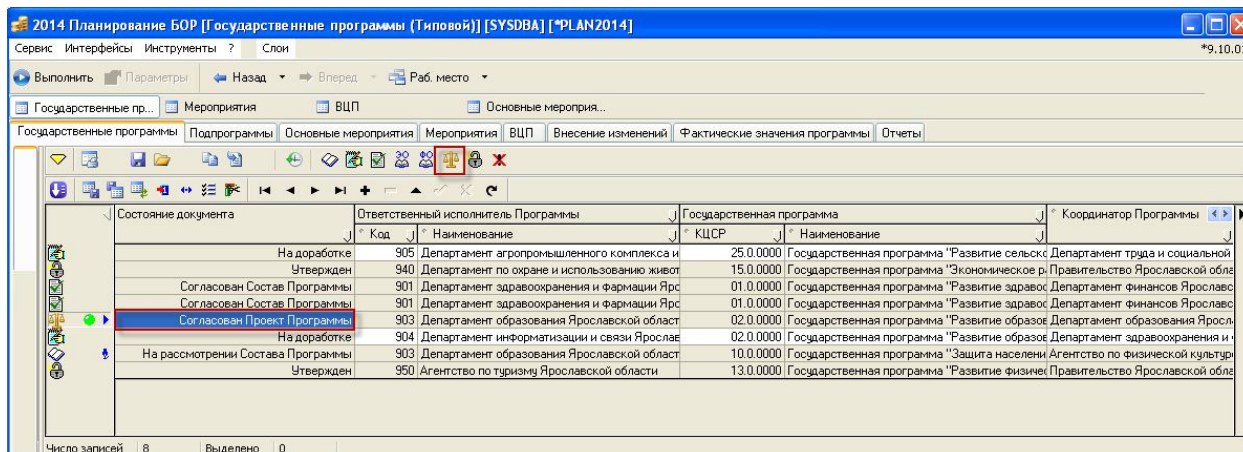 2014 Планирование БОР [Государственные программы (Типовой)] [SYSDBA] [*PLAN2014]
Сервис Интерфейсы Инструменты ? Слои *9.10.0
Выполнить Параметры Назад Вперед Раб. место
Государственные пр... Мероприятия ВЦП Основные мероприя...
Государственные программы Подпрограммы Основные мероприятия Мероприятия ВЦП Внесение изменений Фактические значения программы Отчеты
Состояние документа Ответственный исполнитель Программы Государственная программа Координатор Программы
Код Наименование КЦСР Наименование
На доработке 905 Департамент агропромышленного комплекса и 25.0.0000 Государственная программа "Развитие сельск Департамент труда и социальной
Утвержден 940 Департамент по охране и использованию живот 15.0.0000 Государственная программа "Экономическое р Правительство Ярославской обла
Согласован Состав Программы 901 Департамент здравоохранения и фармации Ярс 01.0.0000 Государственная программа "Развитие здравоо Департамент финансов Ярославс
Согласован Состав Программы 901 Департамент здравоохранения и фармации Ярс 01.0.0000 Государственная программа "Развитие здравоо Департамент финансов Ярославс
Согласован Проект Программы 903 Департамент образования Ярославской област 02.0.0000 Государственная программа "Развитие образов Департамент образования Яросл
На доработке 904 Департамент информатизации и связи Ярослав 02.0.0000 Государственная программа "Развитие образов Департамент здравоохранения и
На рассмотрении Состава Программы 903 Департамент образования Ярославской област 10.0.0000 Государственная программа "Защита населени Агентство по физической культур
Утвержден 950 Агентство по туризму Ярославской области 13.0.0000 Государственная программа "Развитие физичес Правительство Ярославской обла
Число записей 8 Выделено 0